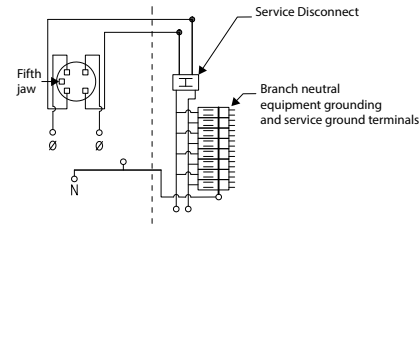 Service Disconnect
Fifth
jaw
Branch neutral
equipment grounding
and service ground terminals
Ø
Ø
N